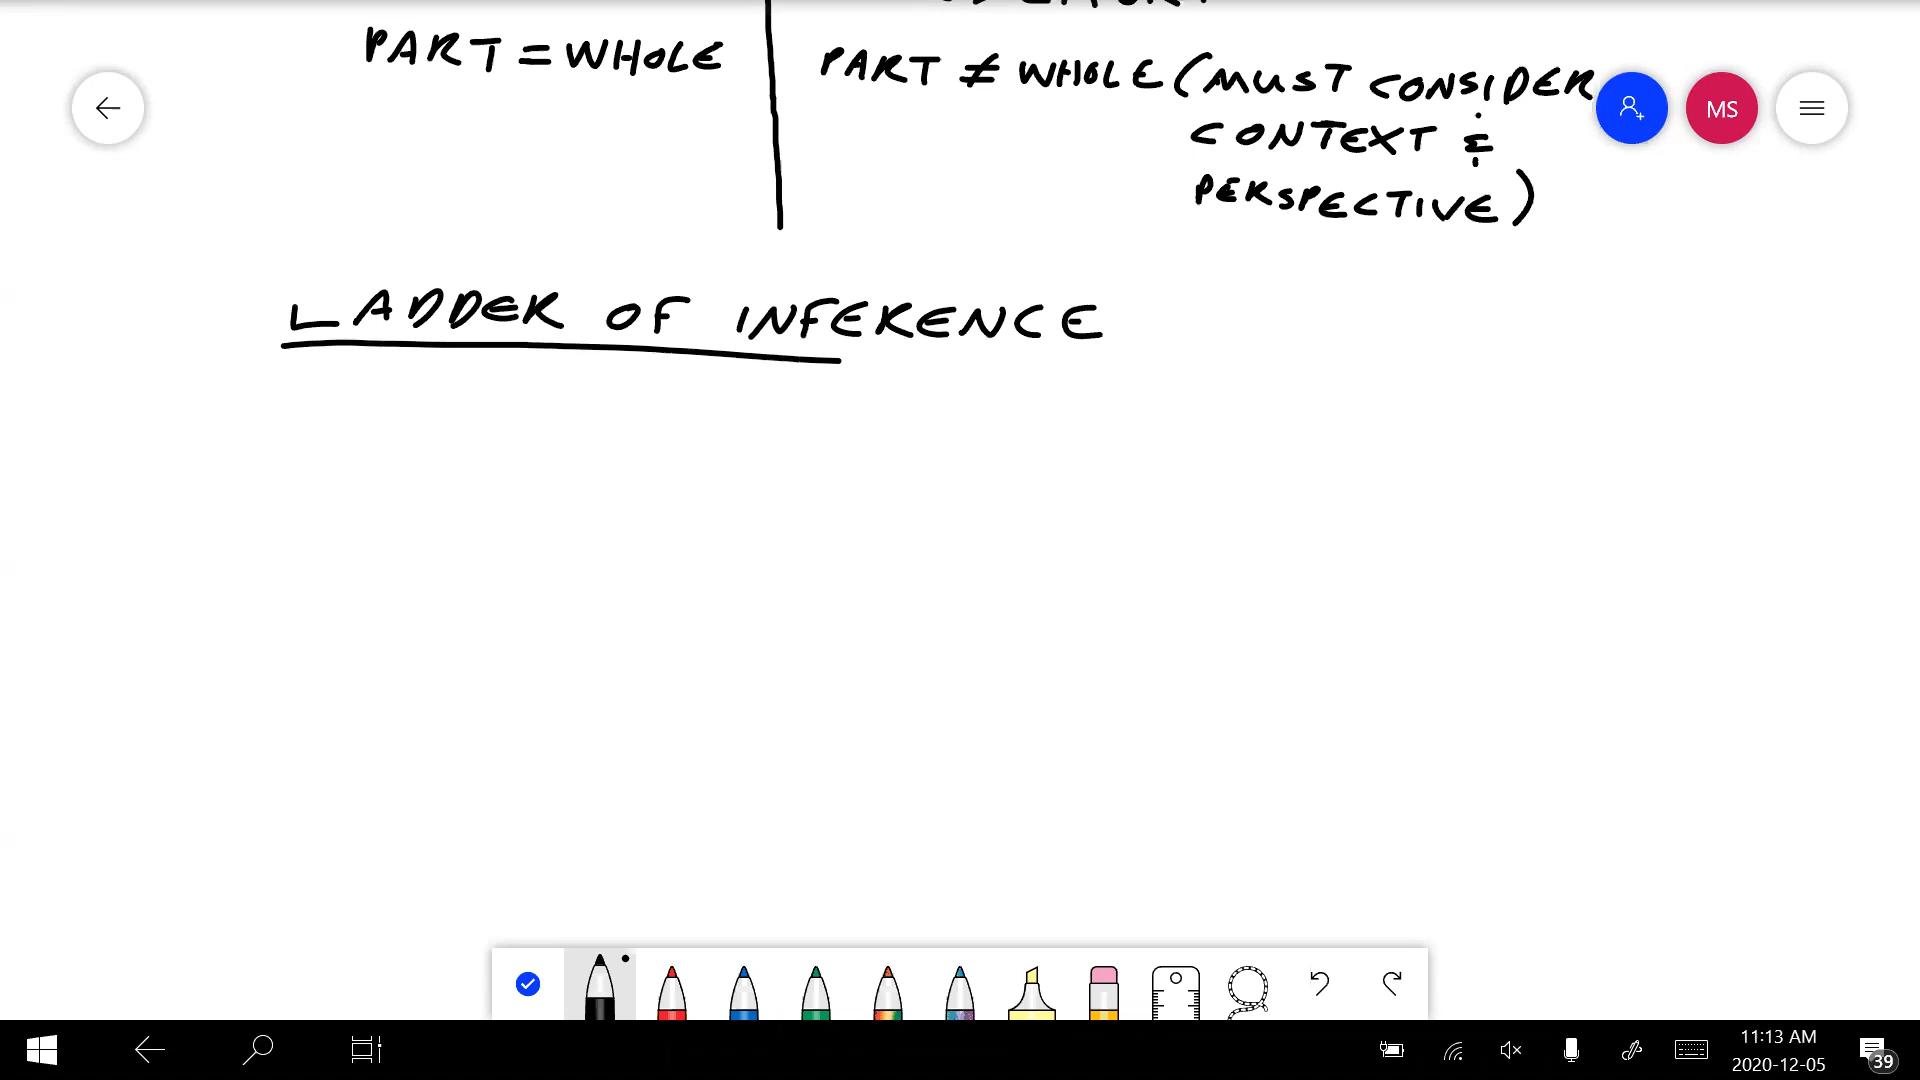 PART = WHOLE
PART ≠ WHOLE (MUST CONSIDER
CONTEXT &
PERSPECTIVE)
MS
LADDER OF INFERENCE
11:13 AM
2020-12-05
39